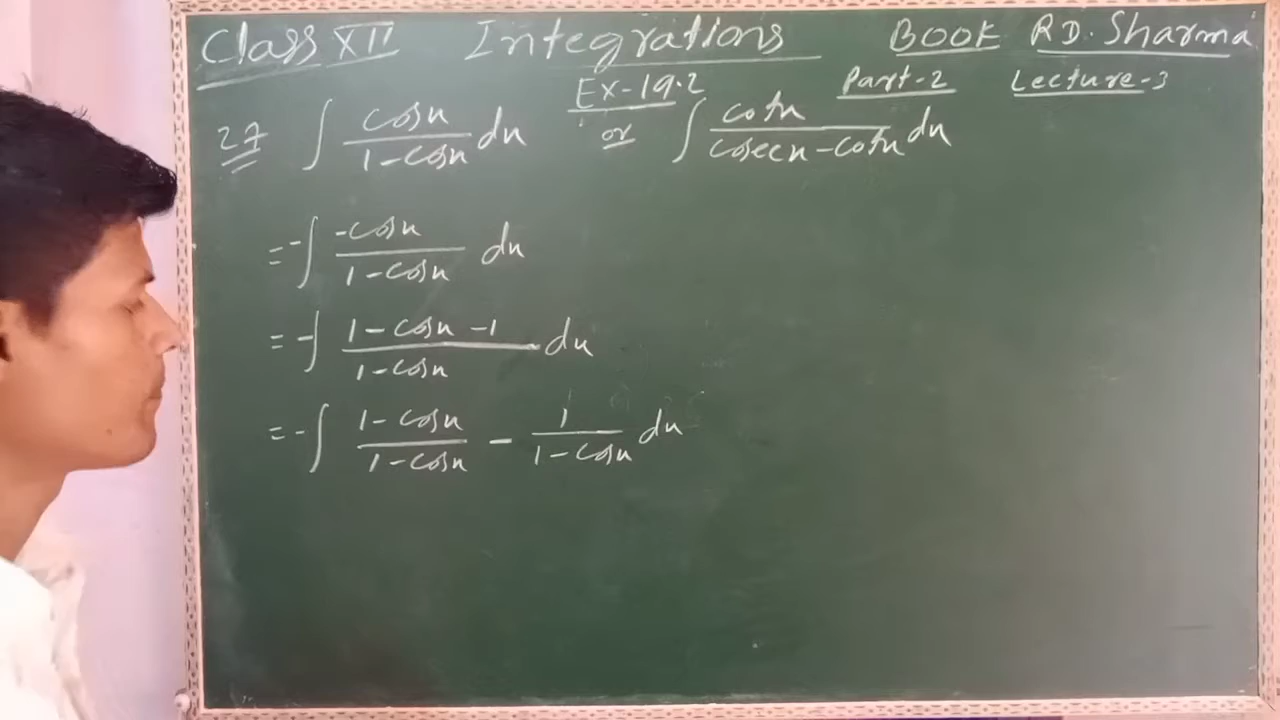 Class XII Integrations BOOK RD. Sharma
Ex-19.2 Part-2 Lecture-3
27 ∫ cosx/1-cosx dx or ∫ cotx/cosecx-cotx dx
= -∫ -cosx/1-cosx dx
= -∫ 1-cosx-1/1-cosx dx
= -∫ 1-cosx/1-cosx - 1/1-cosx dx